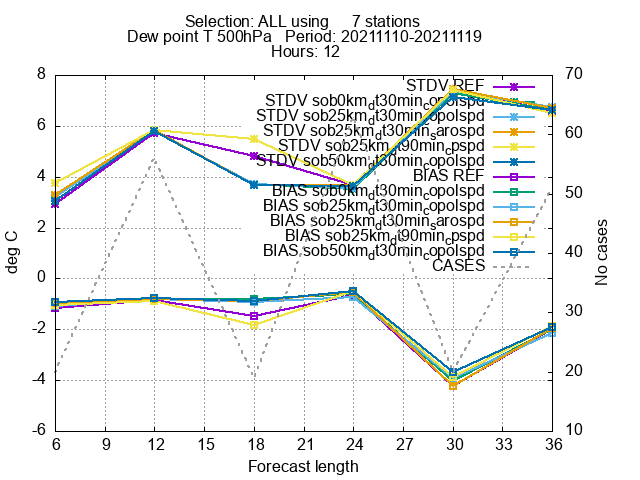 Selection: ALL using 7 stations
Dew point T 500hPa Period: 20211110-20211119
Hours: 12
8
6
4
2
0
-2
-4
-6
deg C
70
60
50
40
30
20
10
No cases
STDV REF
STDV sob0km_dt30min_copolspd
STDV sob25km_dt30min_copolspd
STDV sob25km_dt30min_sarospd
STDV sob25km_dt90min_cpspd
STDV sob50km_dt30min_copolspd
BIAS REF
BIAS sob0km_dt30min_copolspd
BIAS sob25km_dt30min_copolspd
BIAS sob25km_dt30min_sarospd
BIAS sob25km_dt90min_cpspd
BIAS sob50km_dt30min_copolspd
CASES
6 9 12 15 18 21 24 27 30 33 36
Forecast length